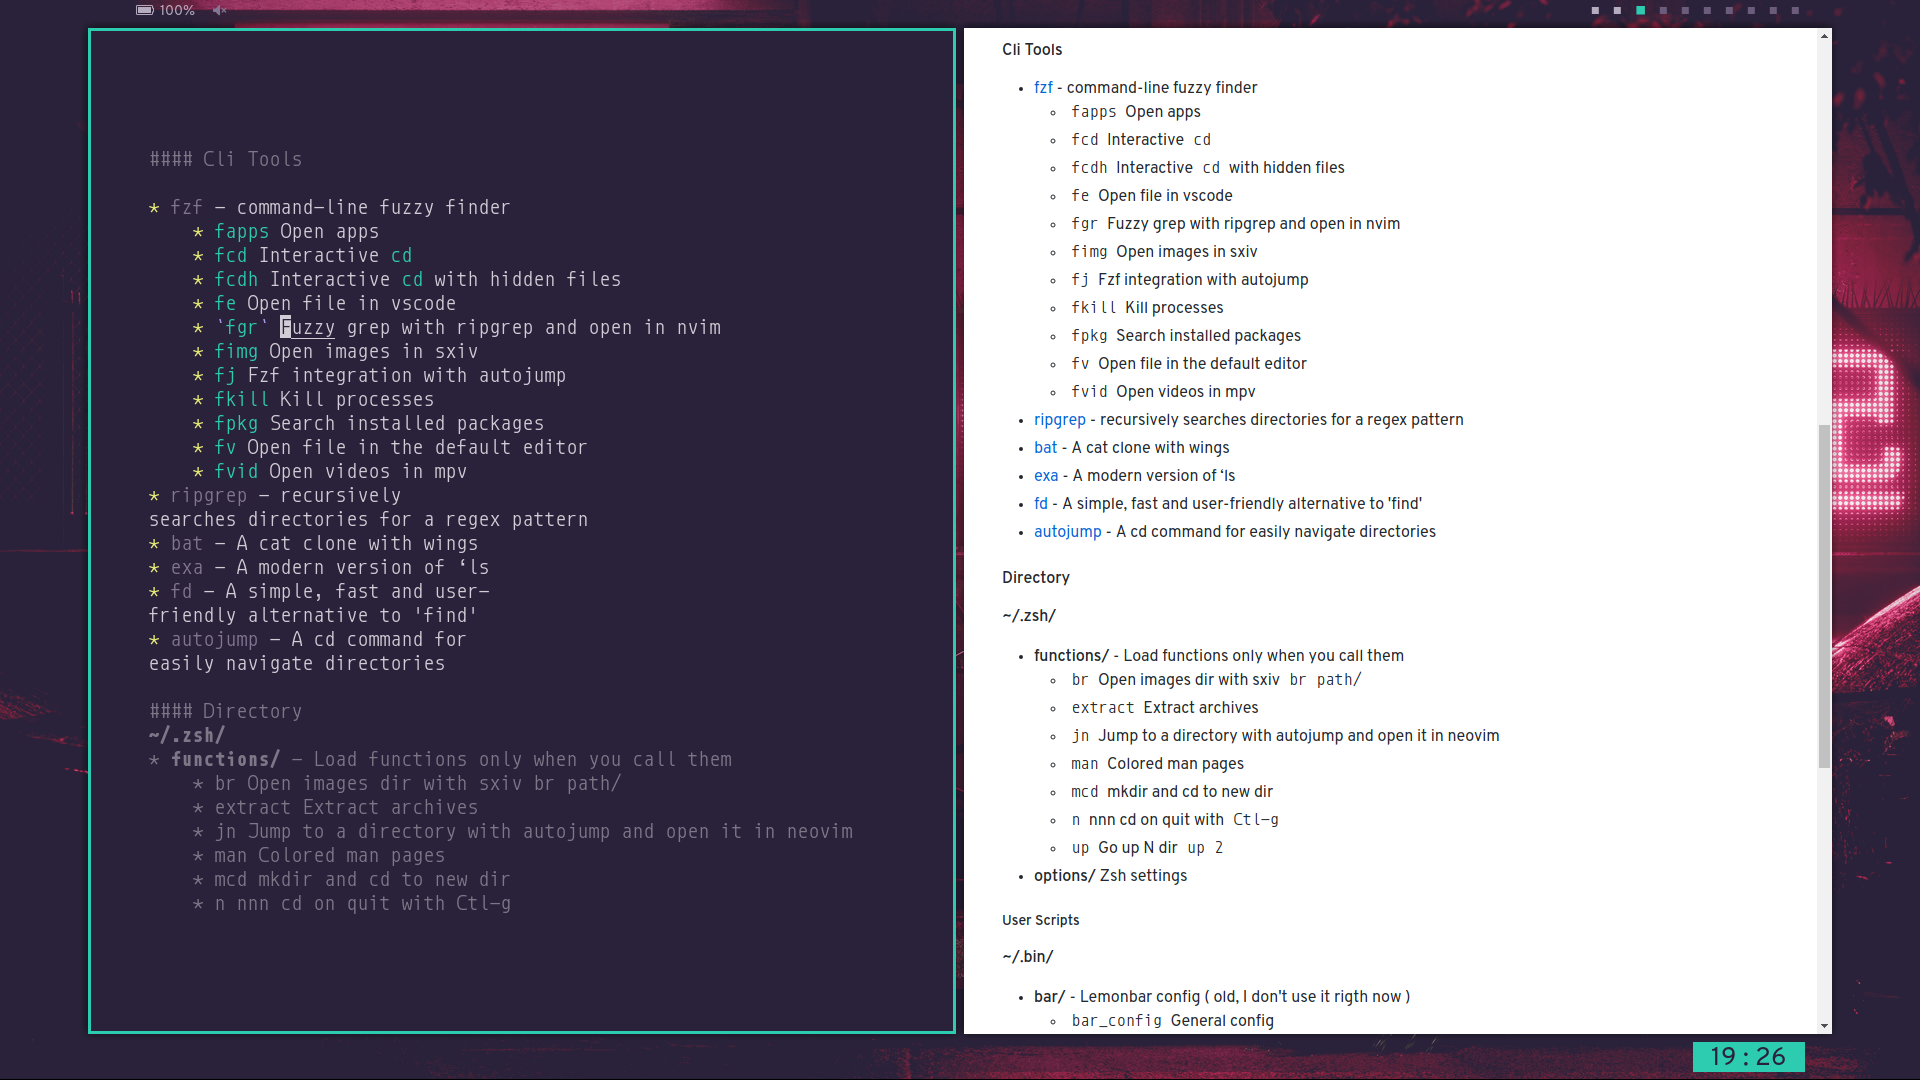 100%
#### Cli Tools
* fzf – command-line fuzzy finder
* fapps Open apps
* fcd Interactive cd
* fcdh Interactive cd with hidden files
* fe Open file in vscode
* `fgr` Fuzzy grep with ripgrep and open in nvim
* fimg Open images in sxiv
* fj Fzf integration with autojump
* fkill Kill processes
* fpkg Search installed packages
* fv Open file in the default editor
* fvid Open videos in mpv
* ripgrep – recursively
searches directories for a regex pattern
* bat – A cat clone with wings
* exa – A modern version of ‘ls
* fd – A simple, fast and user-
friendly alternative to 'find'
* autojump – A cd command for
easily navigate directories
#### Directory
~/.zsh/
* functions/ – Load functions only when you call them
* br Open images dir with sxiv br path/
* extract Extract archives
* jn Jump to a directory with autojump and open it in neovim
* man Colored man pages
* mcd mkdir and cd to new dir
* n nnn cd on quit with Ctl-g
Cli Tools
fzf - command-line fuzzy finder
fapps Open apps
fcd Interactive cd
fcdh Interactive cd with hidden files
fe Open file in vscode
fgr Fuzzy grep with ripgrep and open in nvim
fimg Open images in sxiv
fj Fzf integration with autojump
fkill Kill processes
fpkg Search installed packages
fv Open file in the default editor
fvid Open videos in mpv
ripgrep - recursively searches directories for a regex pattern
bat - A cat clone with wings
exa - A modern version of ‘ls
fd - A simple, fast and user-friendly alternative to 'find'
autojump - A cd command for easily navigate directories
Directory
~/.zsh/
functions/ - Load functions only when you call them
br Open images dir with sxiv br path/
extract Extract archives
jn Jump to a directory with autojump and open it in neovim
man Colored man pages
mcd mkdir and cd to new dir
n nnn cd on quit with Ctl-g
up Go up N dir up 2
options/ Zsh settings
User Scripts
~/.bin/
bar/ - Lemonbar config ( old, I don't use it rigth now )
bar_config General config
19:26